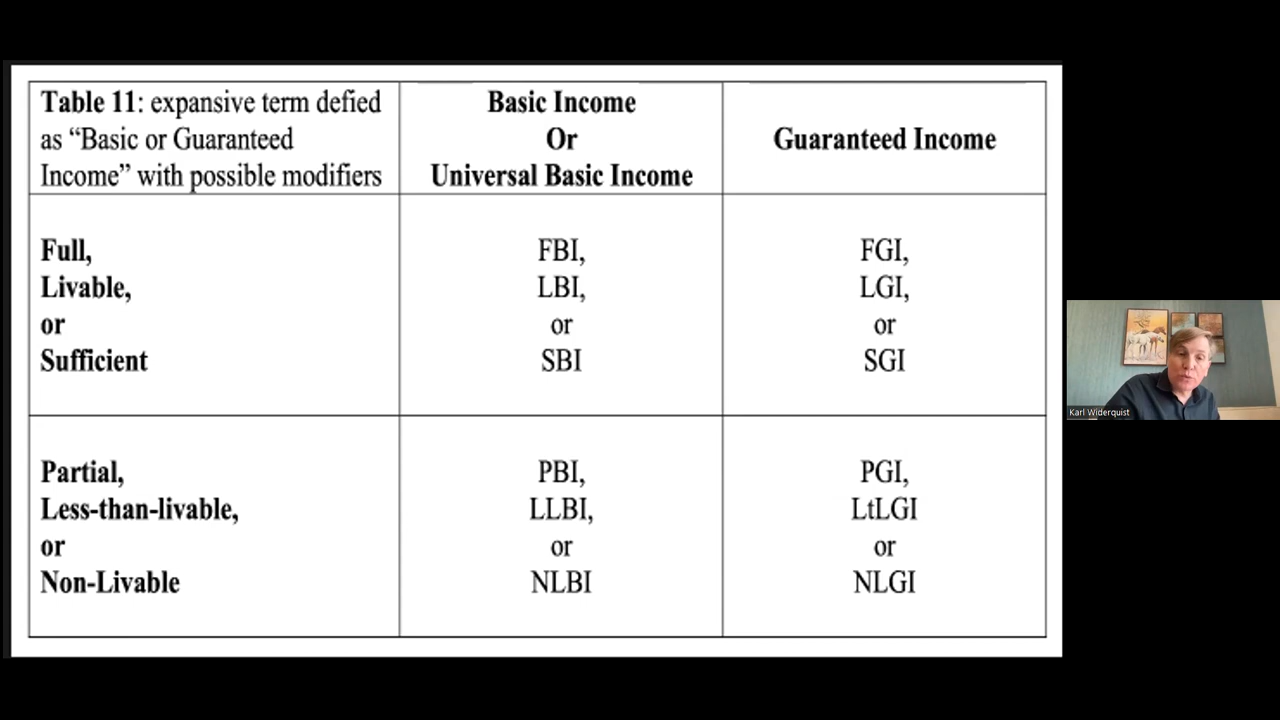 Table 11: expansive term defied
as “Basic or Guaranteed
Income” with possible modifiers
Basic Income
Or
Universal Basic Income
Guaranteed Income
Full,
Livable,
or
Sufficient
FBI,
LBI,
or
SBI
FGI,
LGI,
or
SGI
Partial,
Less-than-livable,
or
Non-Livable
PBI,
LLBI,
or
NLBI
PGI,
LtLGI
or
NLGI
Karl Widerquist